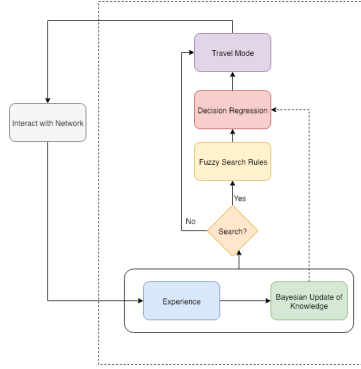 Travel Mode
Interact with Network
Decision Regression
Fuzzy Search Rules
Yes
No
Search?
Experience
Bayesian Update of
Knowledge